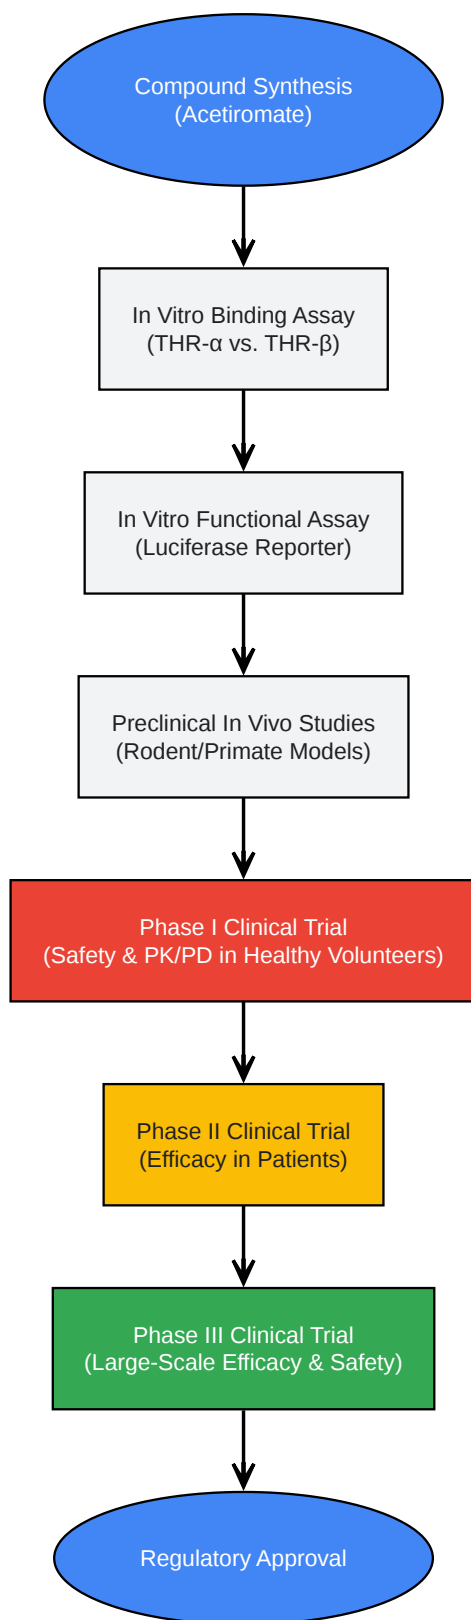 Compound Synthesis
(Acetiromate)
In Vitro Binding Assay
(THR-α vs. THR-β)
In Vitro Functional Assay
(Luciferase Reporter)
Preclinical In Vivo Studies
(Rodent/Primate Models)
Phase I Clinical Trial
(Safety & PK/PD in Healthy Volunteers)
Phase II Clinical Trial
(Efficacy in Patients)
Phase III Clinical Trial
(Large-Scale Efficacy & Safety)
Regulatory Approval